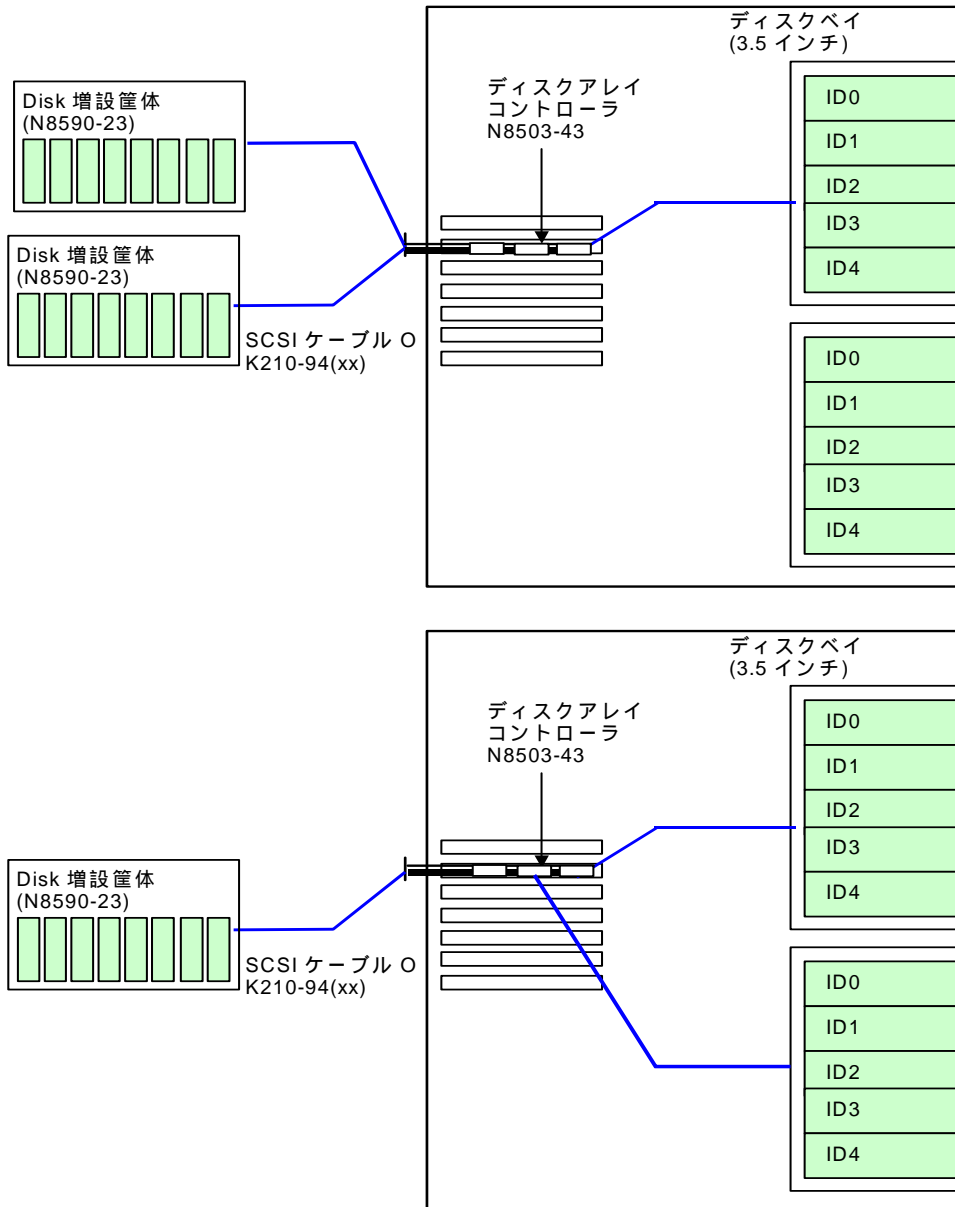 ディスクベイ
(3.5 インチ)
Disk 増設筐体
(N8590-23)
ディスクアレイ
コントローラ
N8503-43
ID0
ID1
ID2
ID3
ID4
Disk 増設筐体
(N8590-23)
SCSI ケーブル O
K210-94(xx)
ID0
ID1
ID2
ID3
ID4
ディスクベイ
(3.5 インチ)
ディスクアレイ
コントローラ
N8503-43
ID0
ID1
ID2
ID3
ID4
Disk 増設筐体
(N8590-23)
SCSI ケーブル O
K210-94(xx)
ID0
ID1
ID2
ID3
ID4